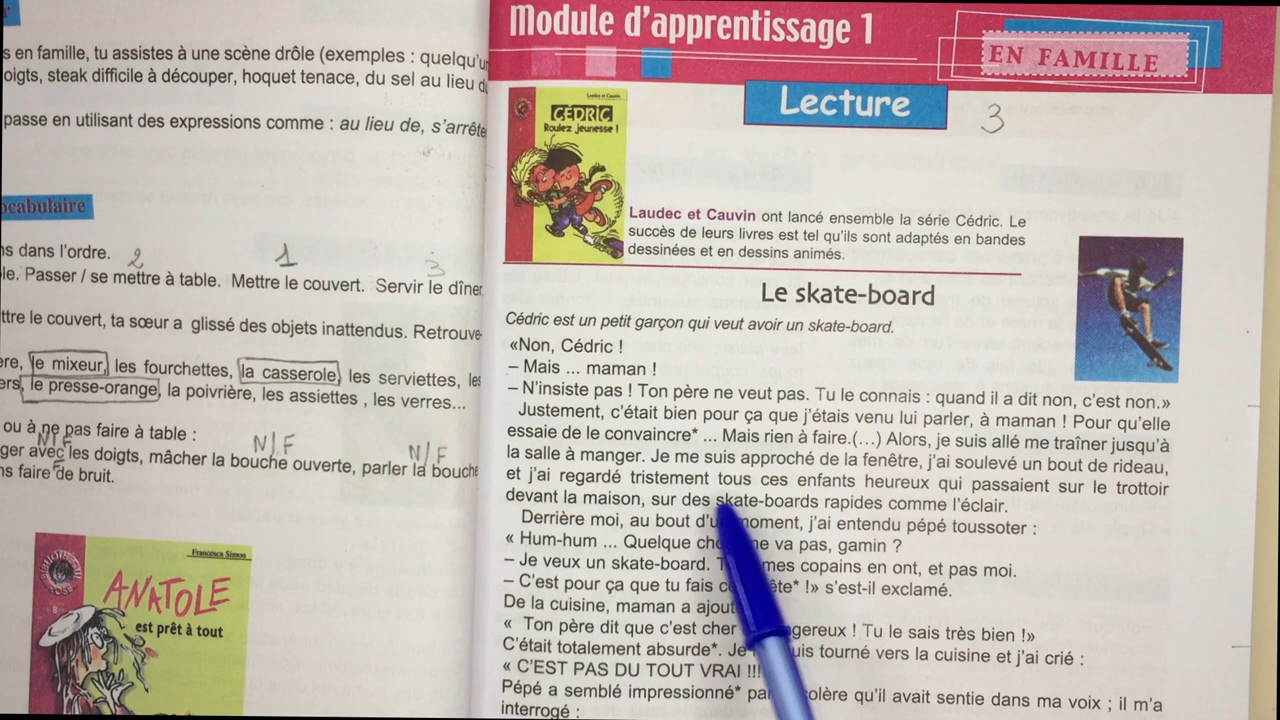 s en famille, tu assistes à une scène drôle (exemples : quelqu'u
oigts, steak difficile à découper, hoquet tenace, du sel au lieu d
passe en utilisant des expressions comme : au lieu de, s'arrête
ocabulaire
ns dans l'ordre.
2 1 3
le. Passer / se mettre à table. Mettre le couvert. Servir le dîner
ttre le couvert, ta sœur a glissé des objets inattendus. Retrouve
ère, le mixeur, les fourchettes, la casserole, les serviettes, les
ers, le presse-orange, la poivrière, les assiettes , les verres...
ou à ne pas faire à table :
N/F N/F N/F
ger avec les doigts, mâcher la bouche ouverte, parler la bouche
ns faire de bruit.
F
Francesca Simon
ANATOLE
est prêt à tout
Module d'apprentissage 1
EN FAMILLE
Lecture
3
Laudec et Cauvin
CÉDRIC
Roulez jeunesse !
Laudec et Cauvin ont lancé ensemble la série Cédric. Le
succès de leurs livres est tel qu'ils sont adaptés en bandes
dessinées et en dessins animés.
Le skate-board
Cédric est un petit garçon qui veut avoir un skate-board.
«Non, Cédric !
– Mais ... maman !
– N'insiste pas ! Ton père ne veut pas. Tu le connais : quand il a dit non, c'est non.»
Justement, c'était bien pour ça que j'étais venu lui parler, à maman ! Pour qu'elle
essaie de le convaincre* ... Mais rien à faire.(...) Alors, je suis allé me traîner jusqu'à
la salle à manger. Je me suis approché de la fenêtre, j'ai soulevé un bout de rideau,
et j'ai regardé tristement tous ces enfants heureux qui passaient sur le trottoir
devant la maison, sur des skate-boards rapides comme l'éclair.
Derrière moi, au bout d'u moment, j'ai entendu pépé toussoter :
« Hum-hum ... Quelque cho ne va pas, gamin ?
– Je veux un skate-board. T mes copains en ont, et pas moi.
– C'est pour ça que tu fais c ête* !» s'est-il exclamé.
De la cuisine, maman a ajout
« Ton père dit que c'est cher ngereux ! Tu le sais très bien !»
C'était totalement absurde*. Je uis tourné vers la cuisine et j'ai crié :
« C'EST PAS DU TOUT VRAI !!!
Pépé a semblé impressionné* pa colère qu'il avait sentie dans ma voix ; il m'a
interrogé :